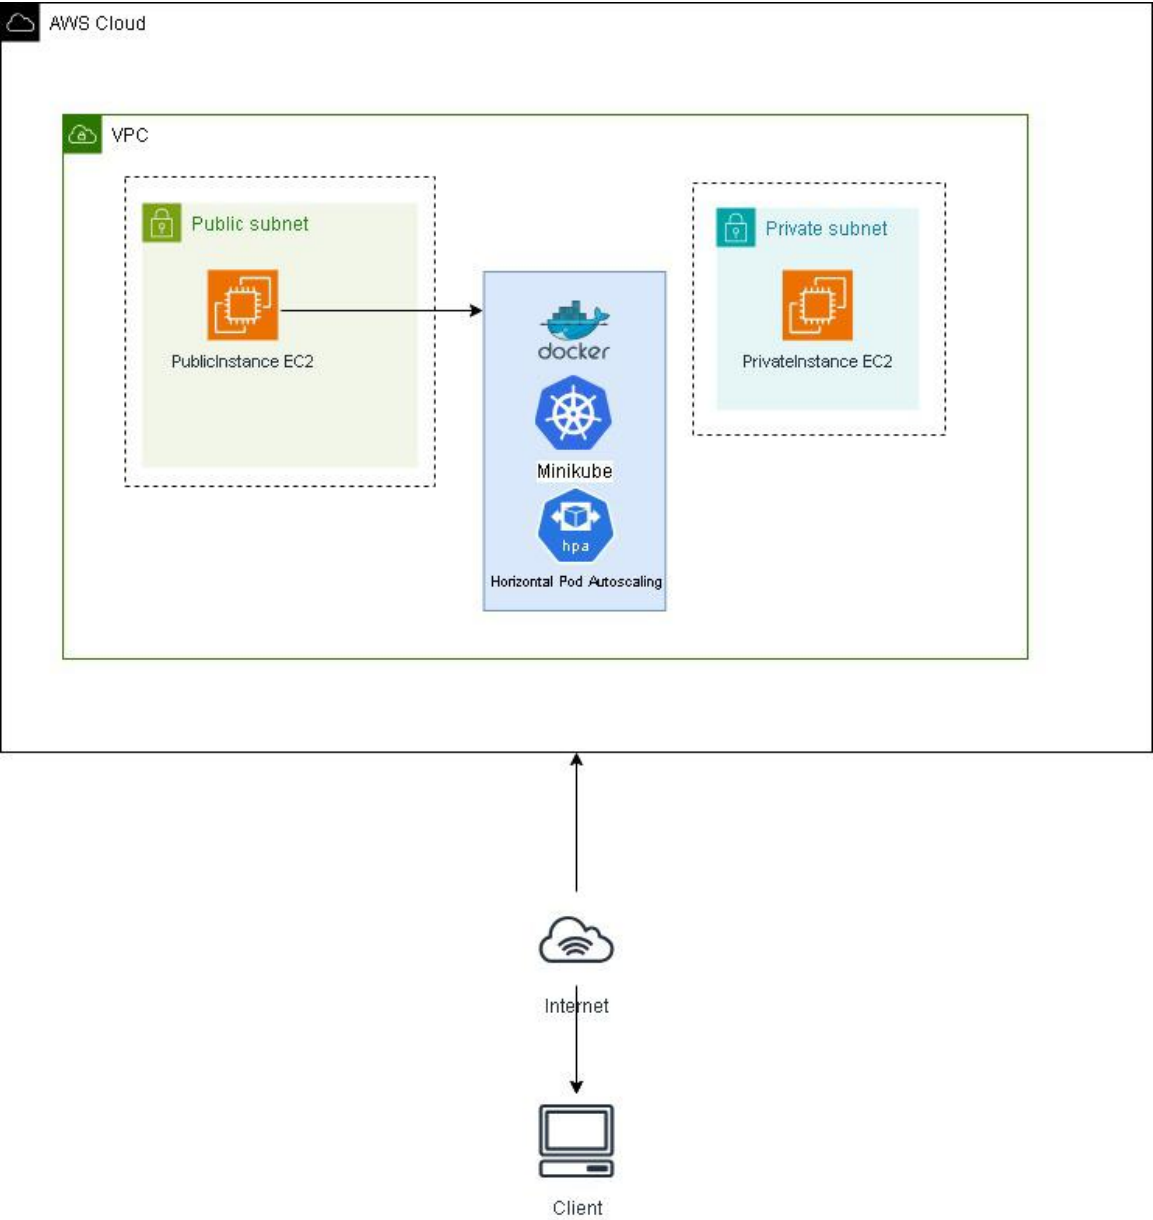 AWS Cloud
VPC
Public subnet
Private subnet
PublicInstance EC2
docker
PrivateInstance EC2
Minikube
hpa
Horizontal Pod Autoscaling
Internet
Client